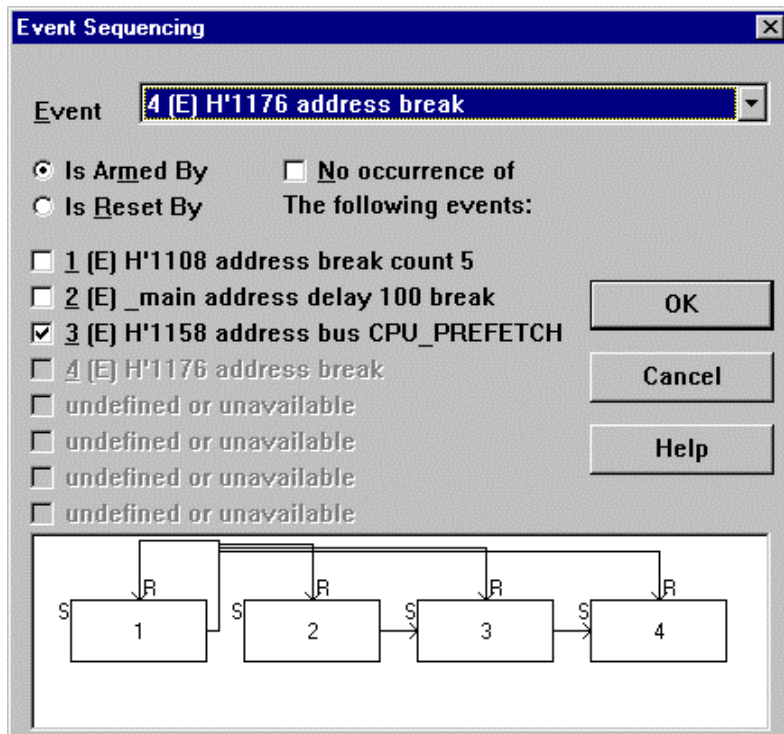 Event Sequencing
Event 4 (E) H'1176 address break
Is Armed By No occurrence of
Is Reset By The following events:
1 (E) H'1108 address break count 5
2 (E) _main address delay 100 break
3 (E) H'1158 address bus CPU_PREFETCH
4 (E) H'1176 address break
undefined or unavailable
undefined or unavailable
undefined or unavailable
undefined or unavailable
OK
Cancel
Help
R R R R
S S S S
1 2 3 4